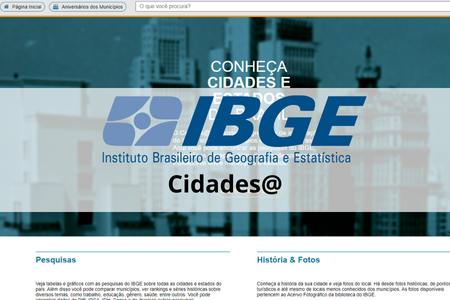 Página Inicial
Aniversários dos Municípios
O que você procura?
CONHEÇA
CIDADES E
ESTADOS
IBGE
Instituto Brasileiro de Geografia e Estatística
Cidades@
Pesquisas
Veja tabelas e gráficos com as pesquisas do IBGE sobre todas as cidades e estados do
país. Além disso você pode comparar municípios, ver rankings e séries históricas sobre
diversos temas, como trabalho, educação, gênero, saúde, entre outros. Você pode
História & Fotos
Conheça a história da sua cidade e veja fotos do local. Há desde fotos históricas, de pontos
turísticos e até mesmo de locais menos conhecidos dos municípios. As fotos disponíveis
pertencem ao Acervo Fotográfico da biblioteca do IBGE.